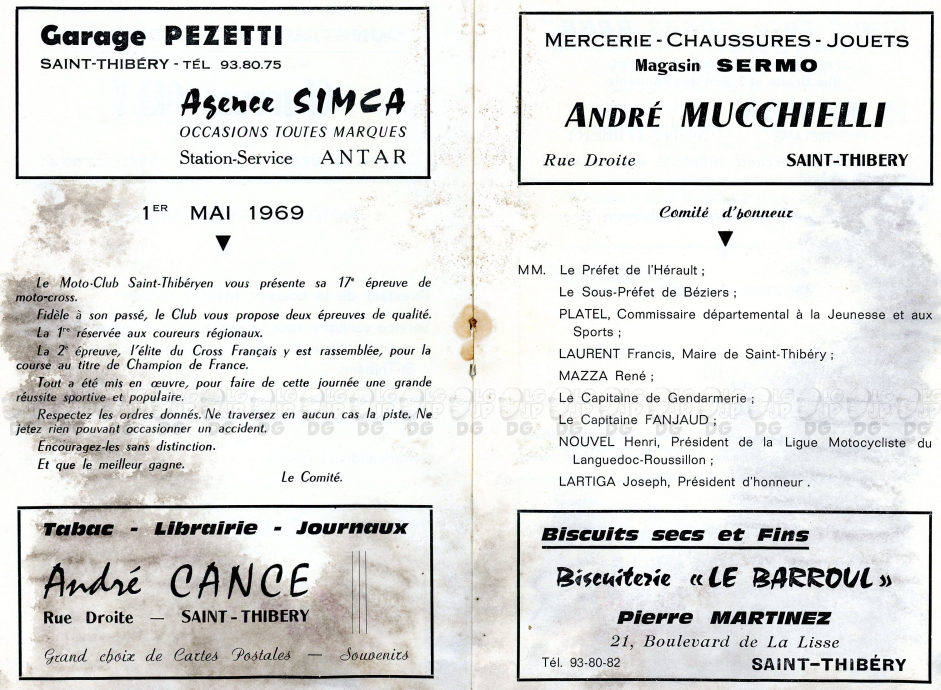 Garage PEZETTI
SAINT-THIBÉRY - TÉL 93.80.75
Agence SIMCA
OCCASIONS TOUTES MARQUES
Station-Service ANTAR
1ER MAI 1969
Le Moto-Club Saint-Thibéryen vous présente sa 17e épreuve de
moto-cross.
Fidèle à son passé, le Club vous propose deux épreuves de qualité.
La 1re réservée aux coureurs régionaux.
La 2e épreuve, l'élite du Cross Français y est rassemblée, pour la
course au titre de Champion de France.
Tout a été mis en œuvre, pour faire de cette journée une grande
réussite sportive et populaire.
Respectez les ordres donnés. Ne traversez en aucun cas la piste. Ne
jetez rien pouvant occasionner un accident.
Encouragez-les sans distinction.
Et que le meilleur gagne.
Le Comité.
Tabac - Librairie - Journaux
André CANCE
Rue Droite — SAINT-THIBERY
Grand choix de Cartes Postales — Souvenirs
MERCERIE - CHAUSSURES - JOUETS
Magasin SERMO
ANDRÉ MUCCHIELLI
Rue Droite SAINT-THIBERY
Comité d'honneur
MM. Le Préfet de l'Hérault ;
Le Sous-Préfet de Béziers ;
PLATEL, Commissaire départemental à la Jeunesse et aux
Sports ;
LAURENT Francis, Maire de Saint-Thibéry ;
MAZZA René ;
Le Capitaine de Gendarmerie ;
Le Capitaine FANJAUD ;
NOUVEL Henri, Président de la Ligue Motocycliste du
Languedoc-Roussillon ;
LARTIGA Joseph, Président d'honneur .
Biscuits secs et Fins
Biscuiterie « LE BARROUL »
Pierre MARTINEZ
21, Boulevard de La Lisse
Tél. 93-80-82 SAINT-THIBÉRY